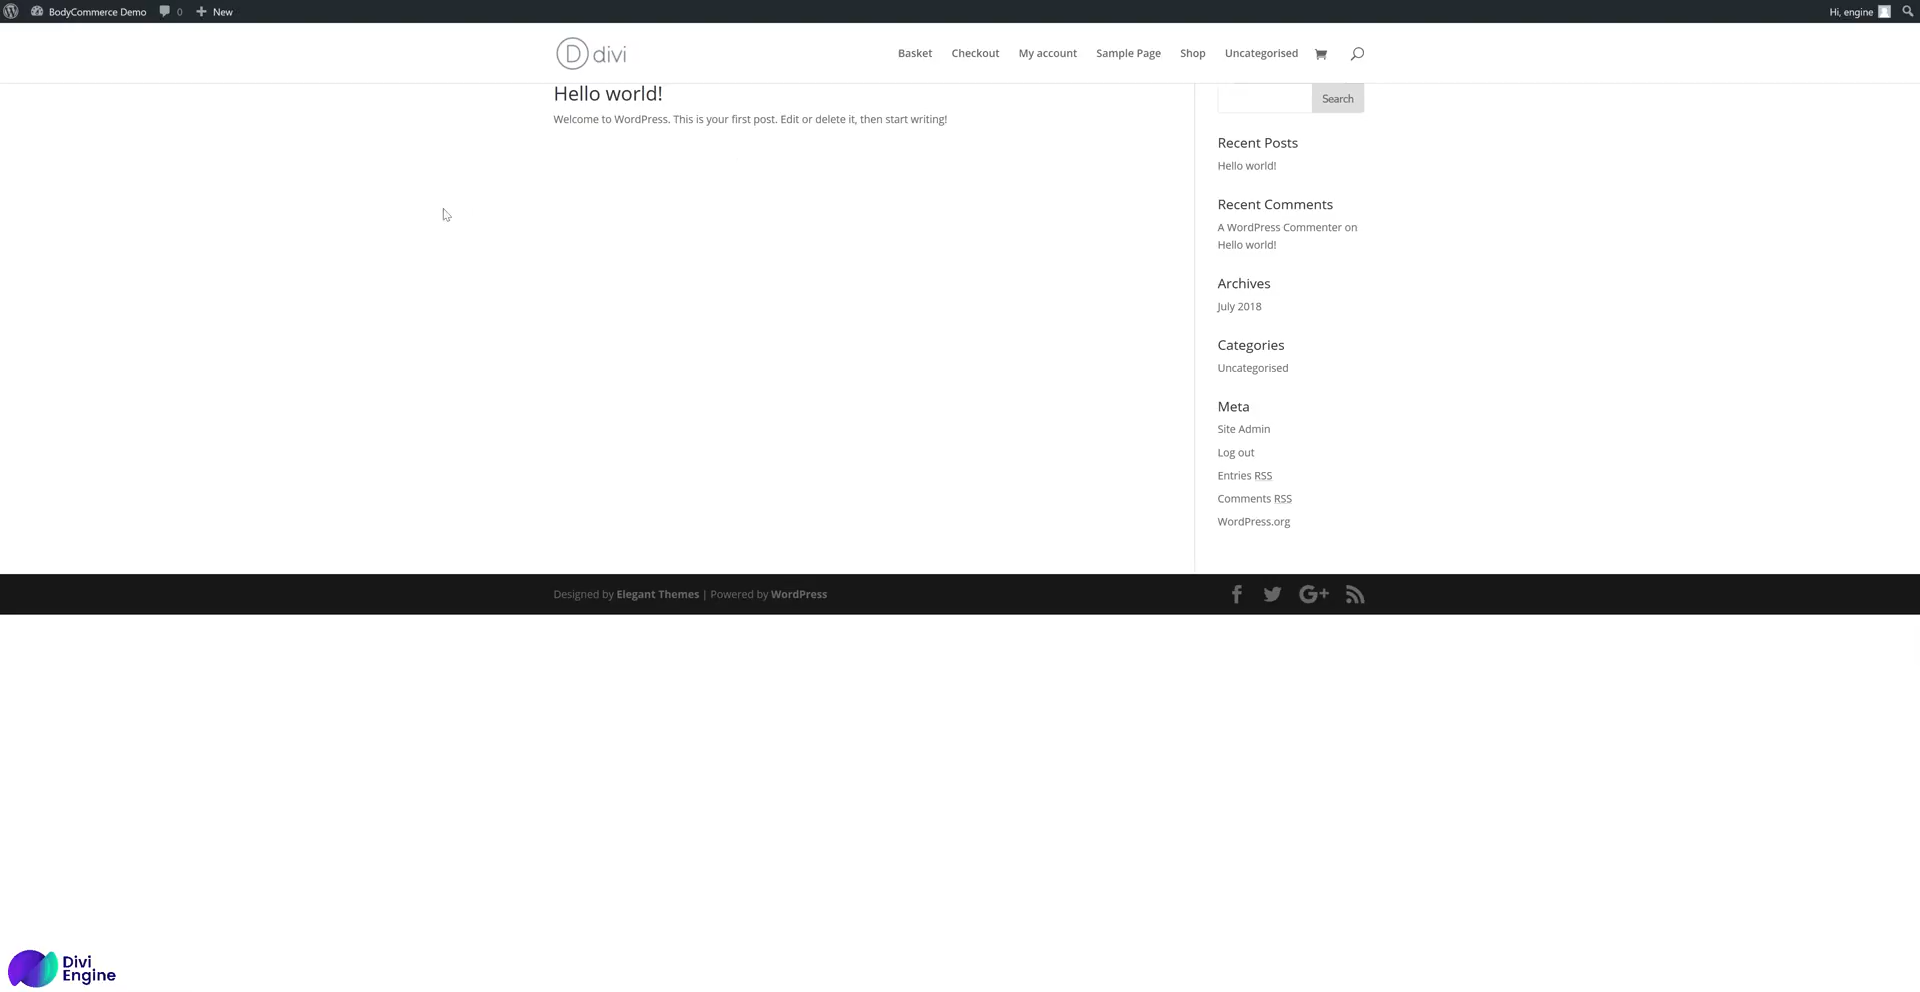 BodyCommerce Demo 0 New Hi, engine
D divi Basket Checkout My account Sample Page Shop Uncategorised
Hello world!
Welcome to WordPress. This is your first post. Edit or delete it, then start writing!
Search
Recent Posts
Hello world!
Recent Comments
A WordPress Commenter on
Hello world!
Archives
July 2018
Categories
Uncategorised
Meta
Site Admin
Log out
Entries RSS
Comments RSS
WordPress.org
Designed by Elegant Themes | Powered by WordPress
G+
Divi
Engine